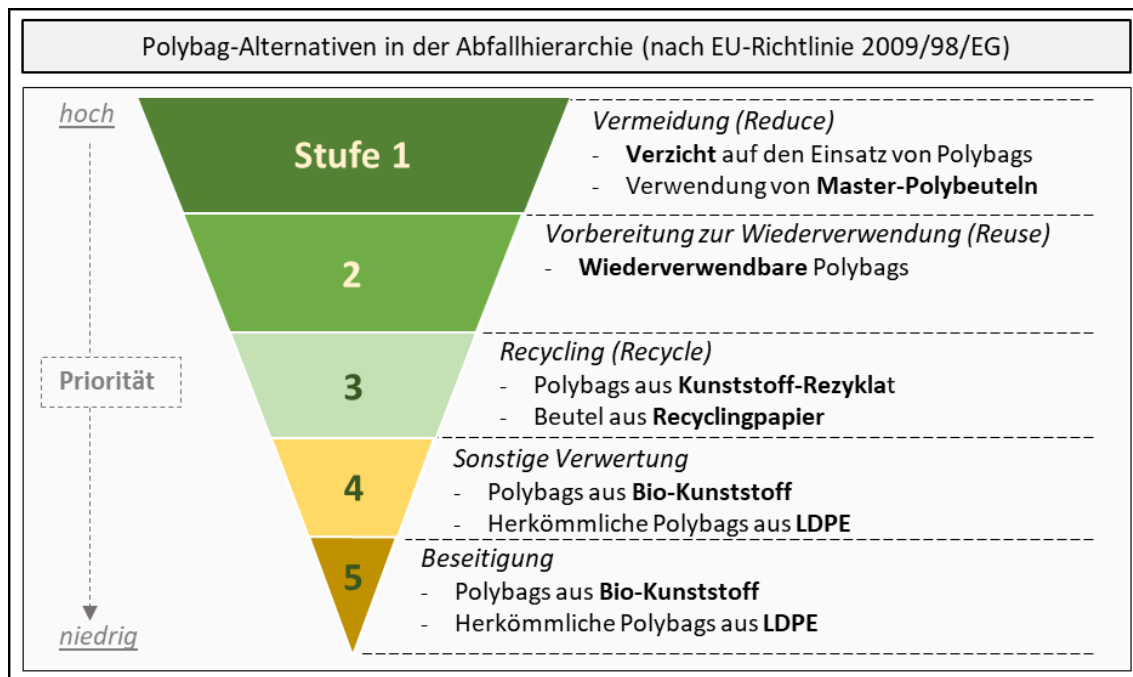 Polybag-Alternativen in der Abfallhierarchie (nach EU-Richtlinie 2009/98/EG)
hoch
Priorität
niedrig
Stufe 1
Vermeidung (Reduce)
- Verzicht auf den Einsatz von Polybags
- Verwendung von Master-Polybeuteln
2
Vorbereitung zur Wiederverwendung (Reuse)
- Wiederverwendbare Polybags
3
Recycling (Recycle)
- Polybags aus Kunststoff-Rezyklat
- Beutel aus Recyclingpapier
4
Sonstige Verwertung
- Polybags aus Bio-Kunststoff
- Herkömmliche Polybags aus LDPE
5
Beseitigung
- Polybags aus Bio-Kunststoff
- Herkömmliche Polybags aus LDPE